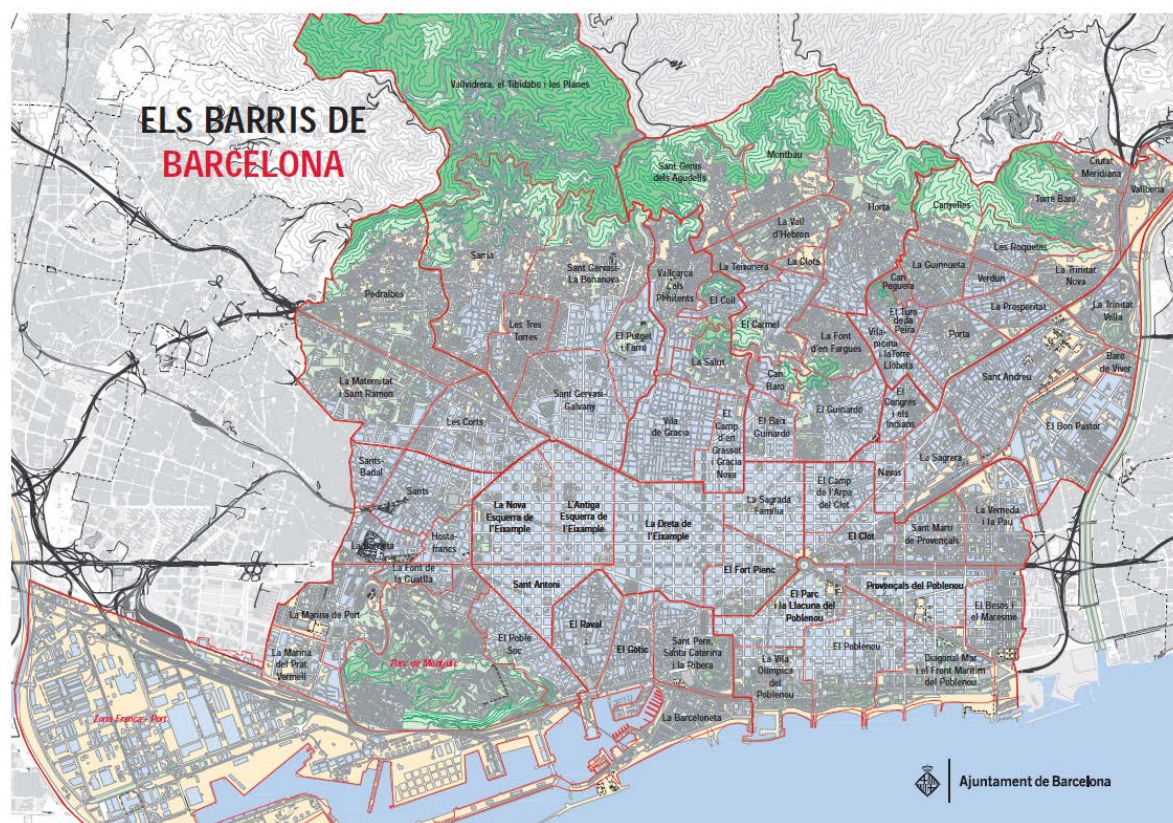 ELS BARRIS DE
BARCELONA
Vallvidrera, el Tibidabo i les Planes
Sant Genís
dels Agudells
Montbau
Ciutat
Meridiana
Vallbona
Torre Baró
Canyelles
Horta
La Vall
d'Hebron
Les Roquetes
Sarrià
Sant Gervasi-
La Bonanova
Vallcarca
i els
Penitents
La Teixonera
La Clota
La Guineueta
Verdun
La Trinitat
Nova
Can
Peguera
Pedralbes
El Coll
El Turó
de la
Peira
La Prosperitat
La Trinitat
Vella
Les Tres
Torres
El Putget
i Farró
El Carmel
La Font
d'en Fargues
Vila-
picina
i la Torre
Llobeta
Porta
La Salut
Baró
de Viver
La Maternitat
i Sant Ramon
Can
Baró
Sant Andreu
Sant Gervasi-
Galvany
El
Congrés
i els
Indians
Les Corts
Vila
de Gràcia
El
Camp
d'en
Grassot
i Gràcia
Nova
El Baix
Guinardó
El Guinardó
El Bon Pastor
Sants-
Badal
La Sagrera
Navas
Sants
El Camp
de l'Arpa
del Clot
La Nova
Esquerra de
l'Eixample
L'Antiga
Esquerra de
l'Eixample
La Dreta de
l'Eixample
La Sagrada
Família
La Verneda
i la Pau
Sant Martí
de Provençals
El Clot
La Bordeta
Hosta-
francs
La Font de
la Guatlla
Sant Antoni
El Fort Pienc
Provençals del Poblenou
El Parc
i la Llacuna del
Poblenou
La Marina de Port
El Besòs i
el Maresme
El Raval
El Poble
Sec
El Gòtic
Sant Pere,
Santa Caterina
i la Ribera
El Poblenou
La Marina
del Prat
Vermell
Parc de Montjuïc
La Vila
Olímpica
del
Poblenou
Diagonal Mar
i el Front Marítim
del Poblenou
Zona Franca - Port
La Barceloneta
Ajuntament de Barcelona